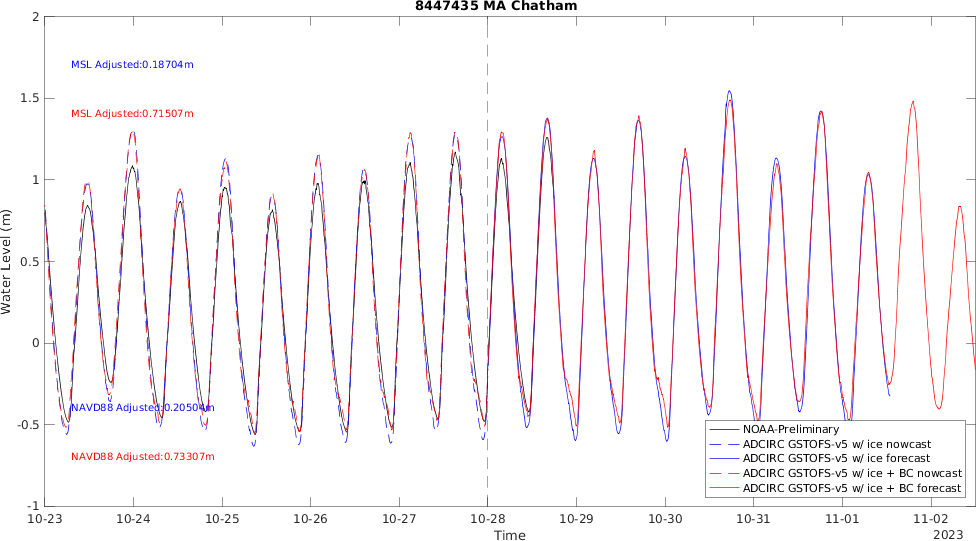 8447435 MA Chatham
2
MSL Adjusted:0.18704m
1.5
MSL Adjusted:0.71507m
1
0.5
Water Level (m)
0
NAVD88 Adjusted:0.20504m
-0.5
NOAA-Preliminary
ADCIRC GSTOFS-v5 w/ ice nowcast
NAVD88 Adjusted:0.73307m
ADCIRC GSTOFS-v5 w/ ice forecast
ADCIRC GSTOFS-v5 w/ ice + BC nowcast
ADCIRC GSTOFS-v5 w/ ice + BC forecast
-1
10-23 10-24 10-25 10-26 10-27 10-28 10-29 10-30 10-31 11-01 11-02
Time 2023